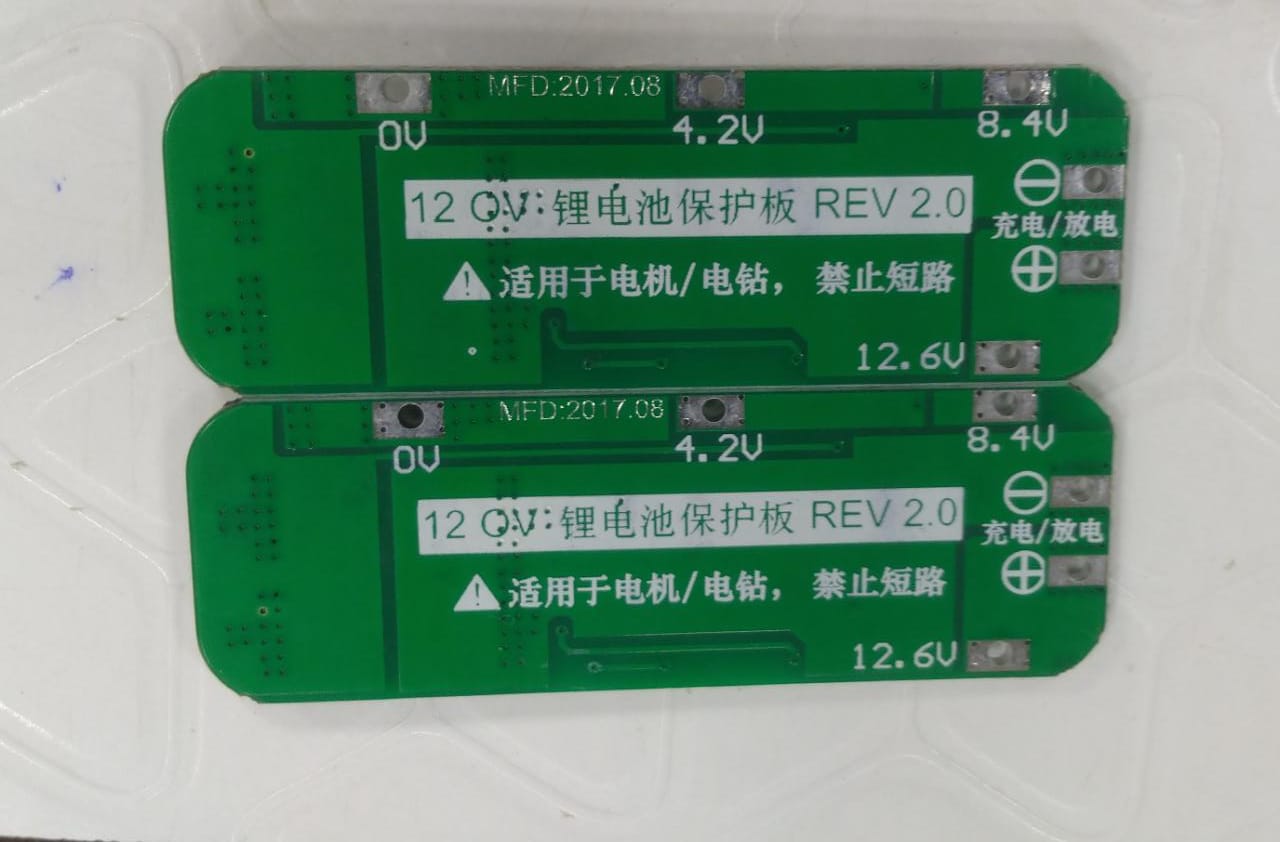 MFD:2017.08
0V 4.2V 8.4V
⊖
12 0V:锂电池保护板 REV 2.0
充电/放电
⚠适用于电机/电钻，禁止短路
⊕
12.6V
MFD:2017.08
0V 4.2V 8.4V
⊖
12 0V:锂电池保护板 REV 2.0
充电/放电
⚠适用于电机/电钻，禁止短路
⊕
12.6V